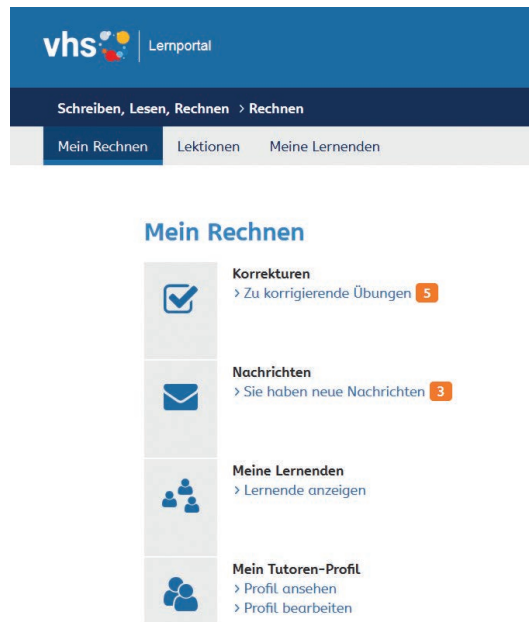 vhs Lernportal
Schreiben, Lesen, Rechnen > Rechnen
Mein Rechnen Lektionen Meine Lernenden
Mein Rechnen
Korrekturen
> Zu korrigierende Übungen 5
Nachrichten
> Sie haben neue Nachrichten 3
Meine Lernenden
> Lernende anzeigen
Mein Tutoren-Profil
> Profil ansehen
> Profil bearbeiten